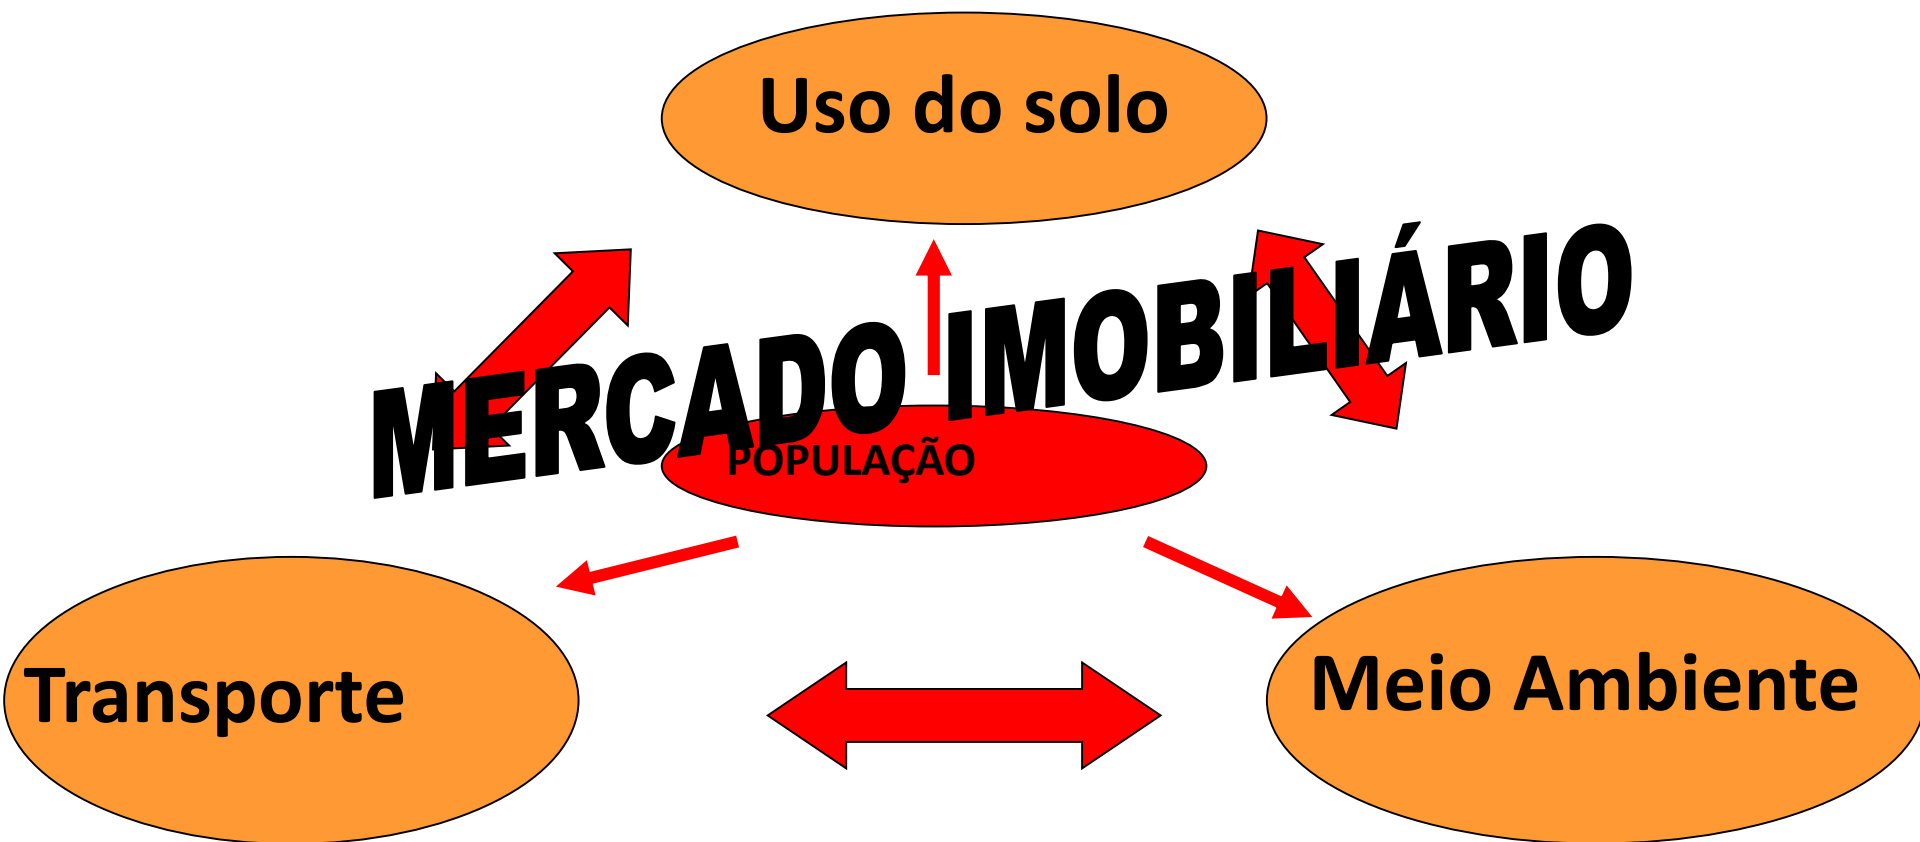 Uso do solo
MERCADO IMOBILIÁRIO
POPULAÇÃO
Transporte
Meio Ambiente